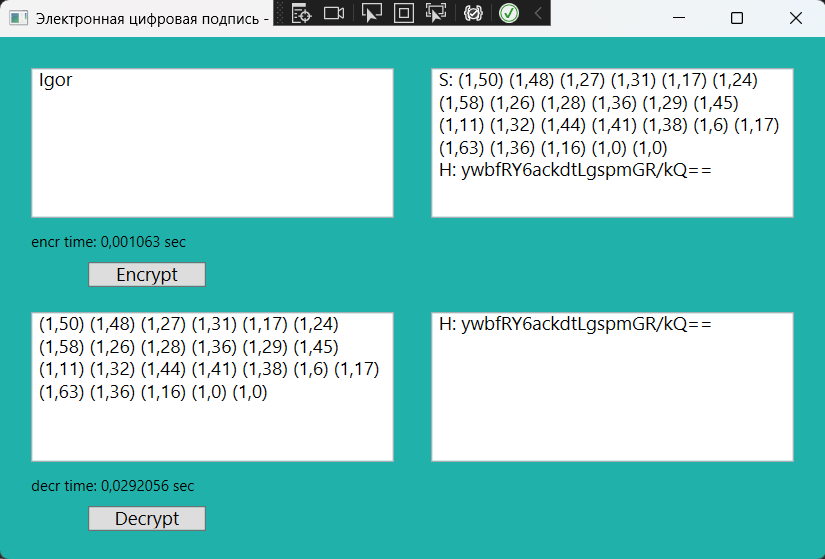 Электронная цифровая подпись -
Igor
S: (1,50) (1,48) (1,27) (1,31) (1,17) (1,24)
(1,58) (1,26) (1,28) (1,36) (1,29) (1,45)
(1,11) (1,32) (1,44) (1,41) (1,38) (1,6) (1,17)
(1,63) (1,36) (1,16) (1,0) (1,0)
H: ywbfRY6ackdtLgspmGR/kQ==
encr time: 0,001063 sec
Encrypt
(1,50) (1,48) (1,27) (1,31) (1,17) (1,24)
(1,58) (1,26) (1,28) (1,36) (1,29) (1,45)
(1,11) (1,32) (1,44) (1,41) (1,38) (1,6) (1,17)
(1,63) (1,36) (1,16) (1,0) (1,0)
H: ywbfRY6ackdtLgspmGR/kQ==
decr time: 0,0292056 sec
Decrypt